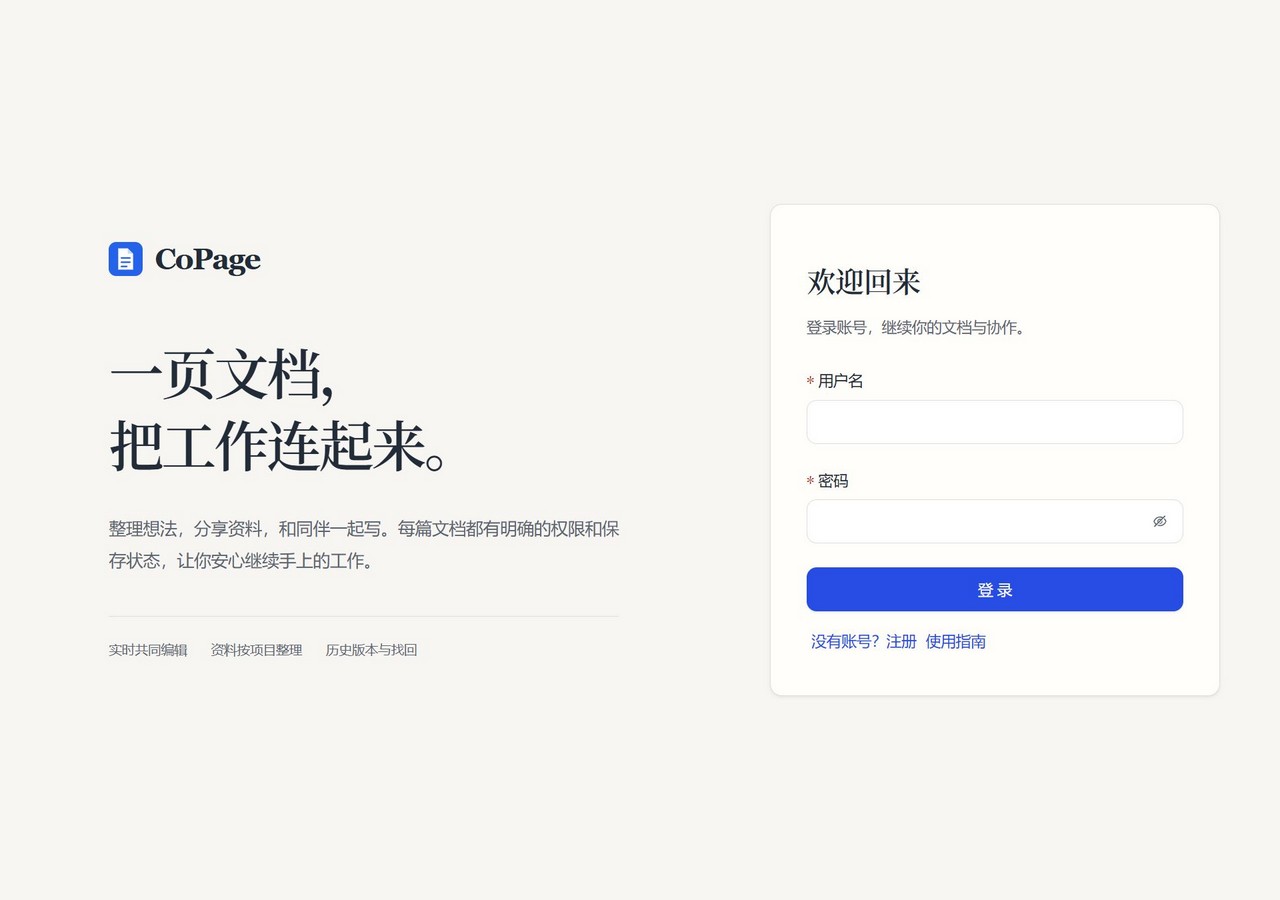 CoPage
一页文档，
把工作连起来。
整理想法，分享资料，和同伴一起写。每篇文档都有明确的权限和保
存状态，让你安心继续手上的工作。
实时共同编辑 资料按项目整理 历史版本与找回
欢迎回来
登录账号，继续你的文档与协作。
* 用户名
* 密码
登 录
没有账号？注册 使用指南